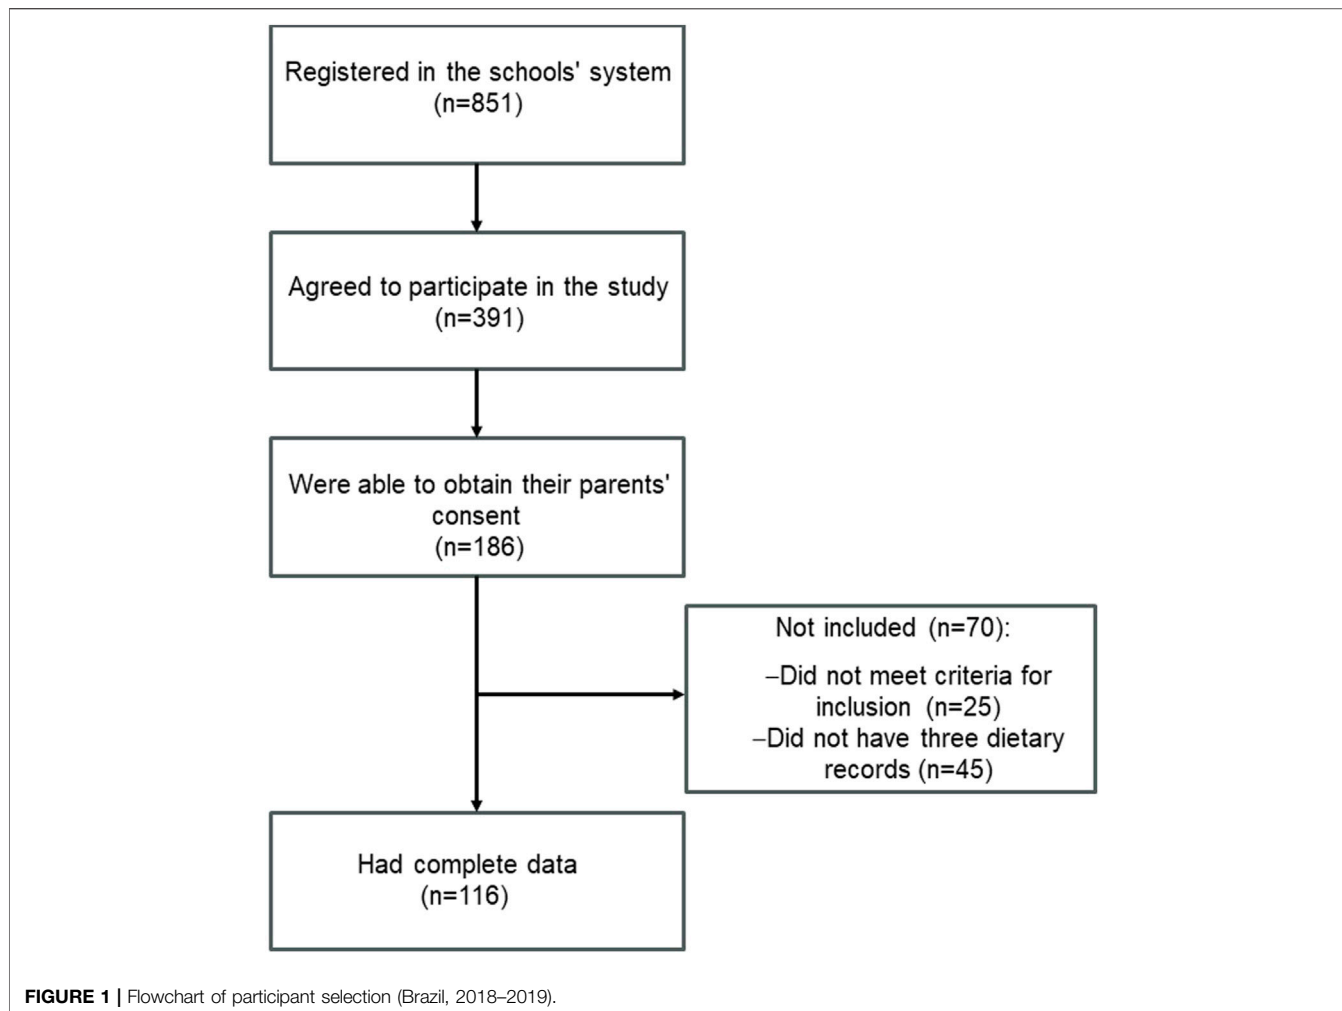 Registered in the schools' system
(n=851)
Agreed to participate in the study
(n=391)
Were able to obtain their parents'
consent
(n=186)
Not included (n=70):
–Did not meet criteria for
inclusion (n=25)
–Did not have three dietary
records (n=45)
Had complete data
(n=116)
FIGURE 1 | Flowchart of participant selection (Brazil, 2018–2019).